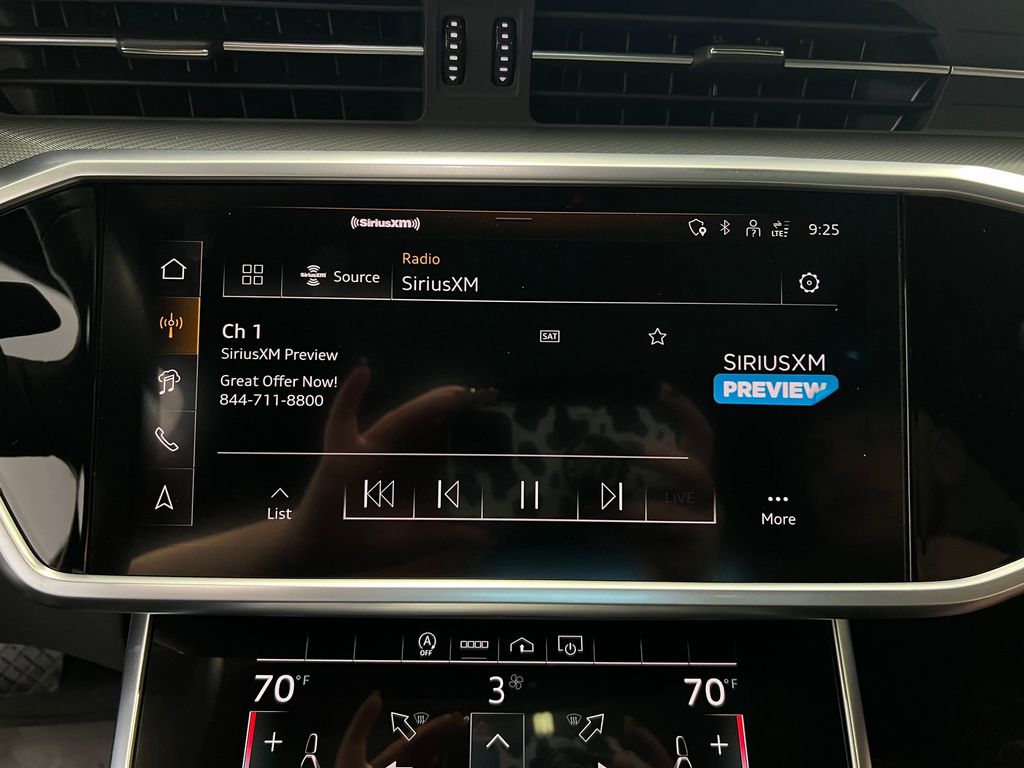 ((SiriusXM))
LTE
9:25
SiriusXM
Source
Radio
SiriusXM
Ch 1
SAT
SiriusXM Preview
Great Offer Now!
844-711-8800
SIRIUSXM
PREVIEW
List
LIVE
More
A
OFF
70°F
3
70°F
+
+